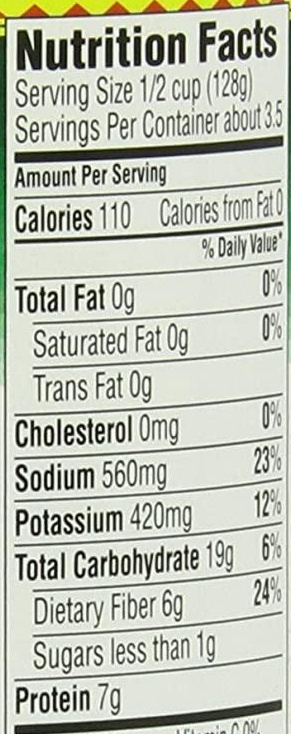 Nutrition Facts
Serving Size 1/2 cup (128g)
Servings Per Container about 3.5
Amount Per Serving
Calories 110 Calories from Fat 0
% Daily Value*
Total Fat 0g 0%
Saturated Fat 0g 0%
Trans Fat 0g
Cholesterol 0mg 0%
Sodium 560mg 23%
Potassium 420mg 12%
Total Carbohydrate 19g 6%
Dietary Fiber 6g 24%
Sugars less than 1g
Protein 7g
C 0%